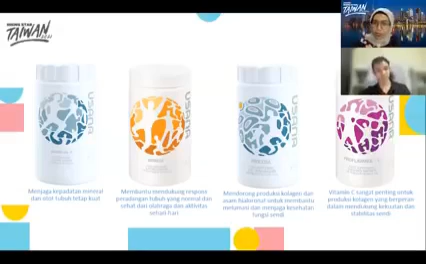 TAIWAN
TAIWAN
USANA
USANA
USANA
Menjaga kepadatan mineral
dan otot tubuh tetap kuat
Membantu mendukung respons
peradangan tubuh yang normal dan
sehat dari olahraga dan aktivitas
sehari hari
Mendorong produksi kolagen dan
asam hialuronat untuk membantu
melumasi dan menjaga kesehatan
fungsi sendi
Vitamin C sangat penting untuk
produksi kolagen yang berperan
dalam mendukung kekuatan dan
stabilitas sendi